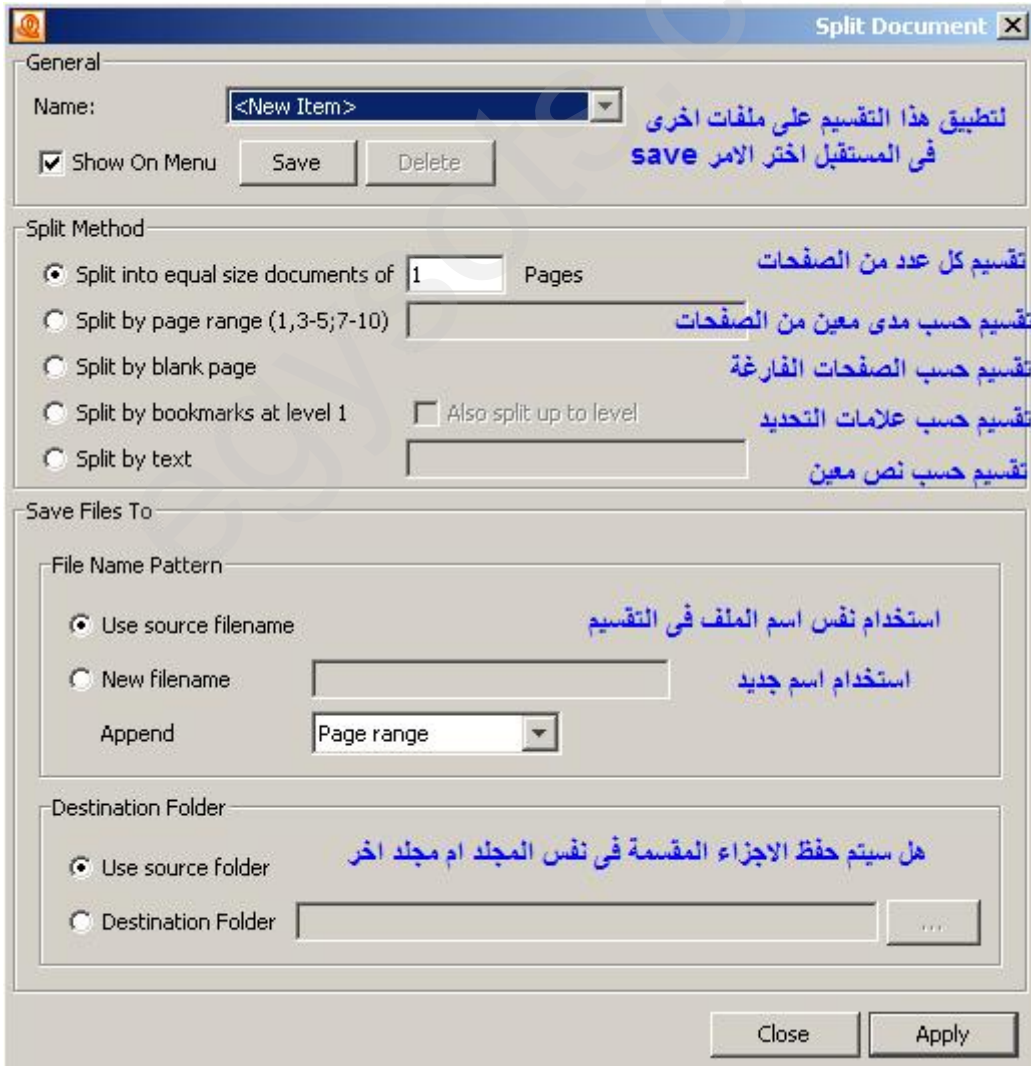 Split Document
General
Name: <New Item>
لتطبيق هذا التقسيم على ملفات اخرى
فى المستقبل اختر الامر save
Show On Menu Save Delete
Split Method
Split into equal size documents of 1 Pages تقسيم كل عدد من الصفحات
Split by page range (1,3-5;7-10) تقسيم حسب مدى معين من الصفحات
Split by blank page تقسيم حسب الصفحات الفارغة
Split by bookmarks at level 1 Also split up to level تقسيم حسب علامات التحديد
Split by text تقسيم حسب نص معين
Save Files To
File Name Pattern
Use source filename استخدام نفس اسم الملف فى التقسيم
New filename استخدام اسم جديد
Append Page range
Destination Folder
هل سيتم حفظ الاجزاء المقسمة فى نفس المجلد ام مجلد اخر
Use source folder
Destination Folder ...
Close Apply